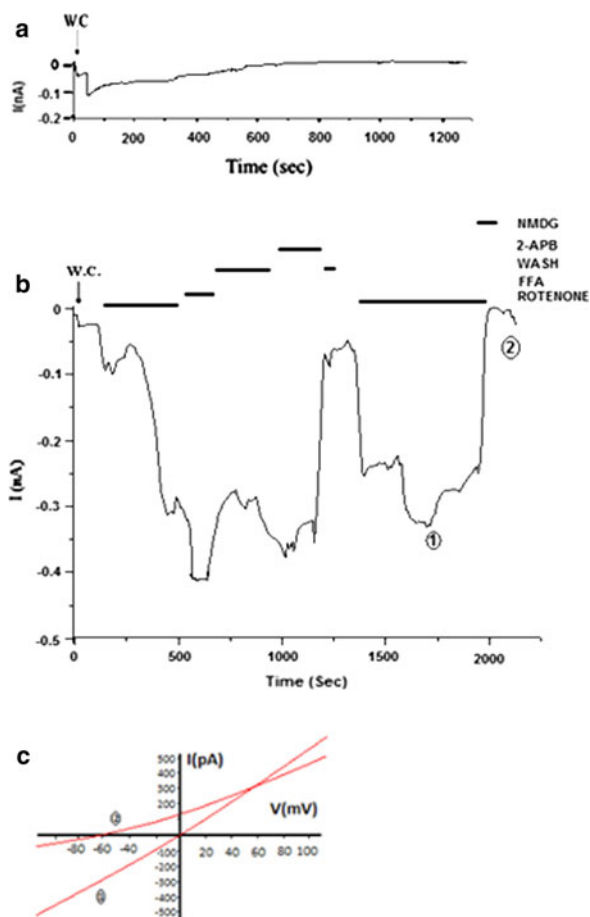 a
WC
0
-0.1
-0.2
I(nA)
0 200 400 600 800 1000 1200
Time (sec)
b
W.C.
NMDG
2-APB
WASH
FFA
ROTENONE
0
-0.1
-0.2
-0.3
-0.4
-0.5
I (nA)
1
2
0 500 1000 1500 2000
Time (Sec)
c
I(pA)
500
400
300
200
100
V(mV)
2
-80 -60 -40 20 40 60 80 100
-100
-200
-300
-400
-500